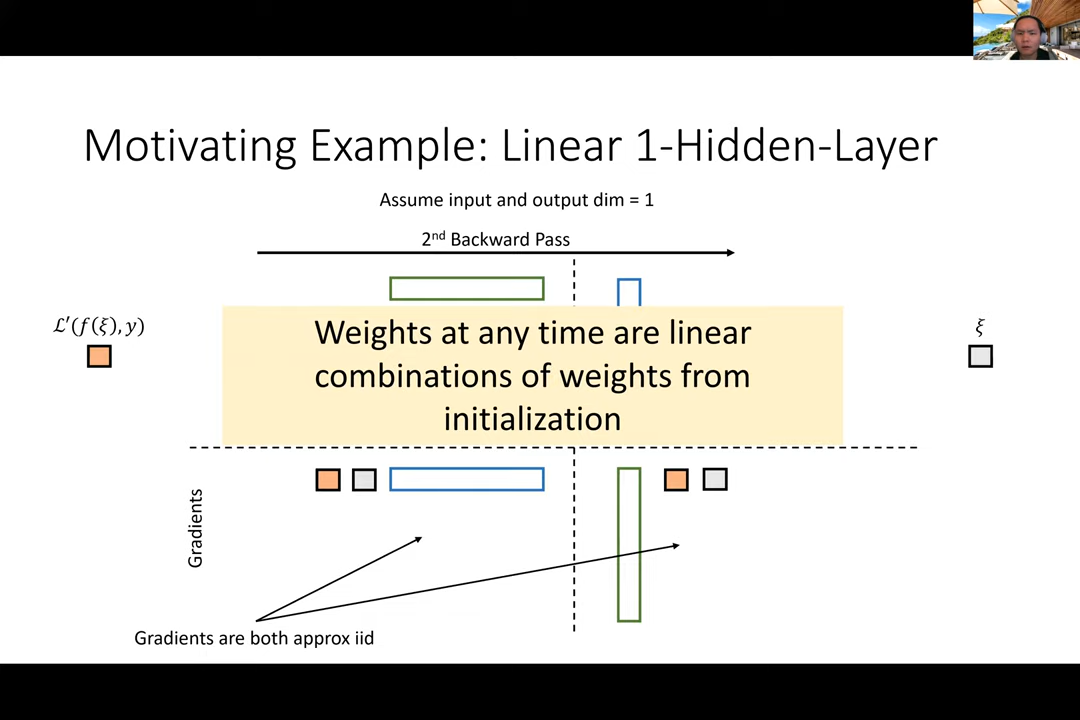 Motivating Example: Linear 1-Hidden-Layer
Assume input and output dim = 1
2nd Backward Pass
ℒ′(f(ξ), y)
ξ
Weights at any time are linear
combinations of weights from
initialization
Gradients
Gradients are both approx iid